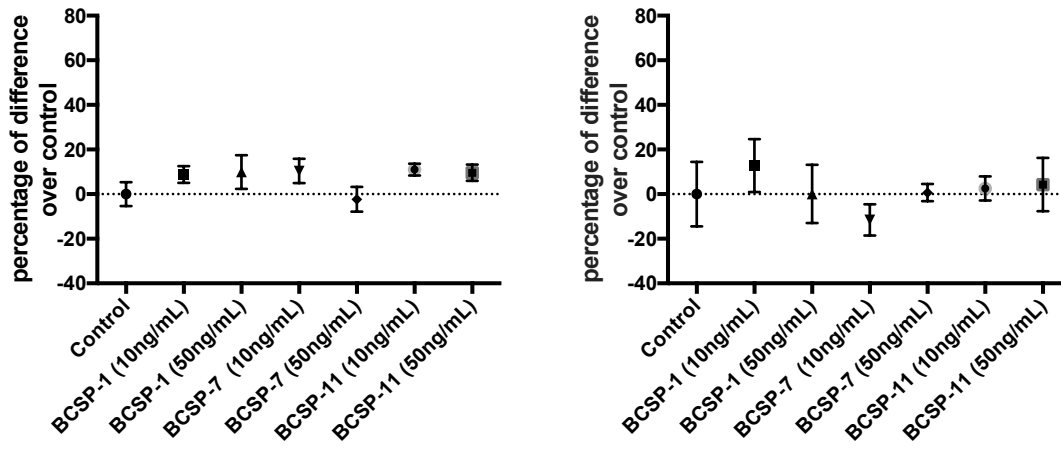 percentage of difference
over control
80
60
40
20
0
-20
-40
Control
BCSP-1 (10ng/mL)
BCSP-1 (50ng/mL)
BCSP-7 (10ng/mL)
BCSP-7 (50ng/mL)
BCSP-11 (10ng/mL)
BCSP-11 (50ng/mL)
percentage of difference
over control
80
60
40
20
0
-20
-40
Control
BCSP-1 (10ng/mL)
BCSP-1 (50ng/mL)
BCSP-7 (10ng/mL)
BCSP-7 (50ng/mL)
BCSP-11 (10ng/mL)
BCSP-11 (50ng/mL)